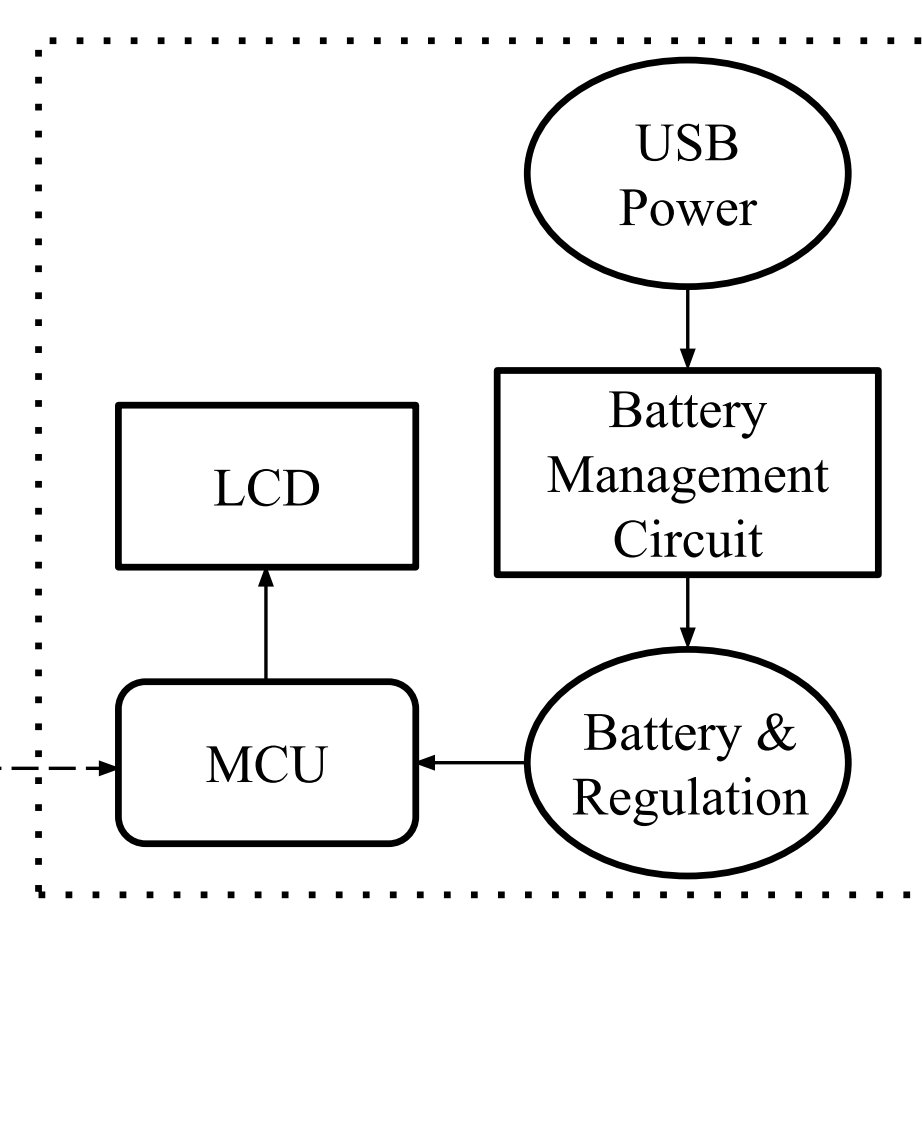 USB
Power
Battery
Management
Circuit
LCD
MCU
Battery &
Regulation